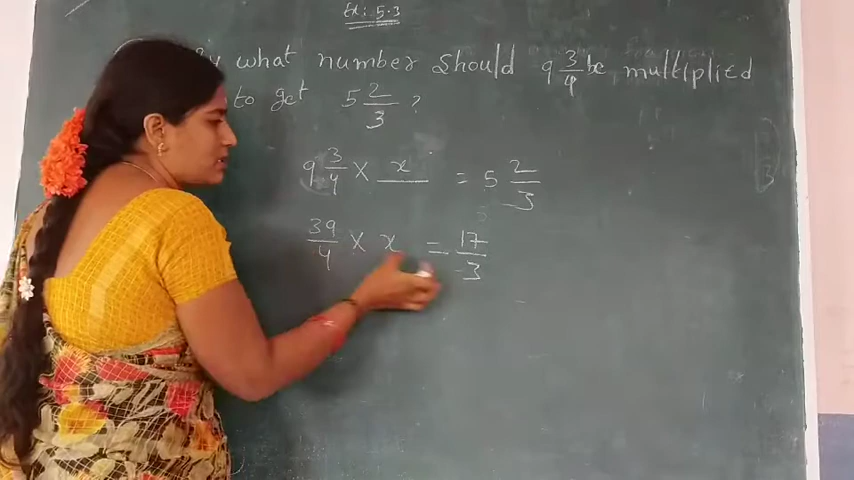 Ex: 5.3
By what number should 9 3/4 be multiplied
to get 5 2/3 ?
9 3/4 × x = 5 2/3
39/4 × x = 17/3